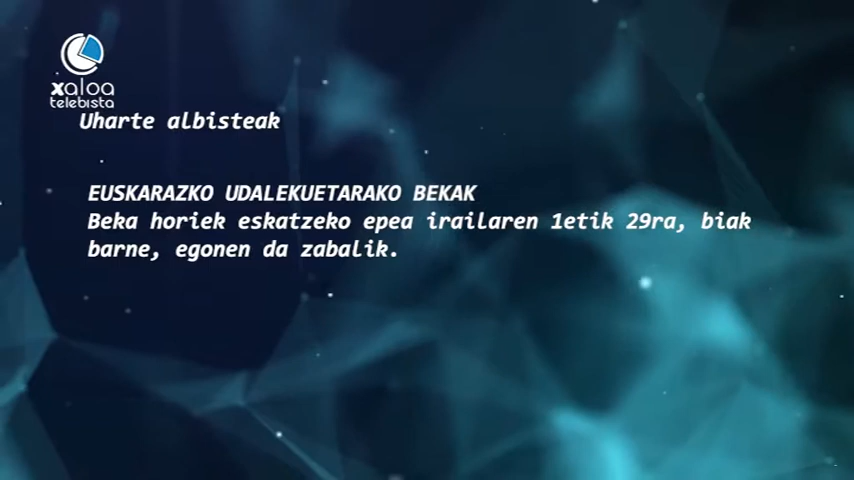 xaloa
telebista
Uharte albisteak
EUSKARAZKO UDALEKUETARAKO BEKAK
Beka horiek eskatzeko epea irailaren 1etik 29ra, biak
barne, egonen da zabalik.